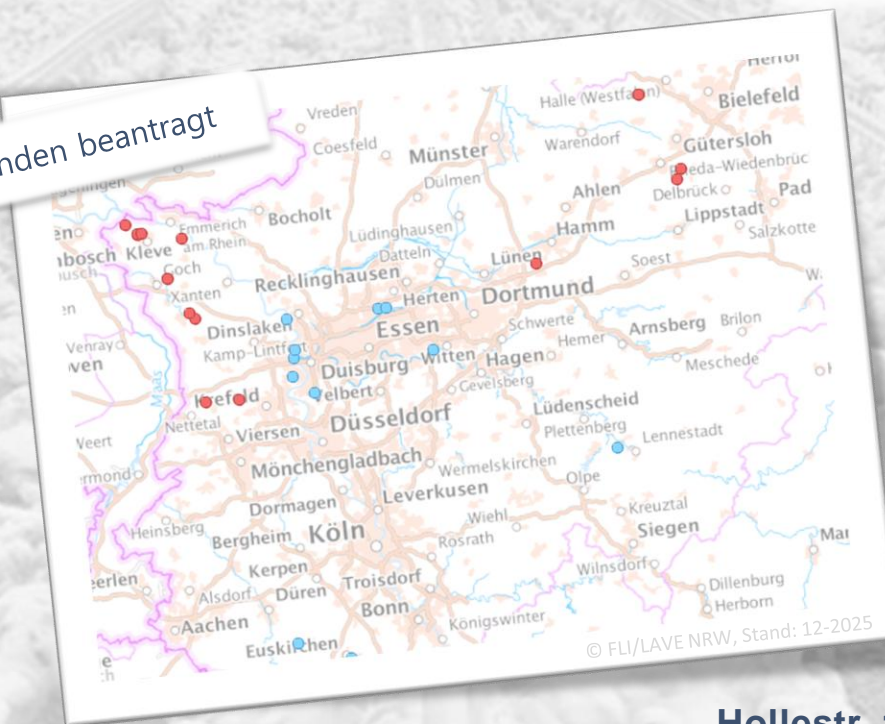 nden beantragt
Vreden
Coesfeld
Münster
Dülmen
Halle (Westfalen)
Bielefeld
Warendorf
Gütersloh
Rheda-Wiedenbrüc
Delbrück
Pad
Ahlen
Lippstadt
Hamm
Salzkotte
Bocholt
Emmerich
am Rhein
Kleve
Goch
Xanten
Lüdinghausen
Datteln
Lünen
Soest
Recklinghausen
Herten
Dortmund
Dinslaken
Essen
Schwerte
Arnsberg
Brilon
Hemer
Venray
Kamp-Lintfort
Witten
Hagen
Meschede
Duisburg
Velbert
Gevelsberg
Maas
Krefeld
Düsseldorf
Lüdenscheid
Nettetal
Viersen
Plettenberg
Lennestadt
Mönchengladbach
Wermelskirchen
Olpe
Dormagen
Leverkusen
Kreuztal
Heinsberg
Bergheim
Köln
Wiehl
Siegen
Rösrath
Kerpen
Troisdorf
Wilnsdorf
Alsdorf
Düren
Dillenburg
Bonn
Herborn
Aachen
Königswinter
Euskirchen
© FLI/LAVE NRW, Stand: 12-2025
Hollestr.